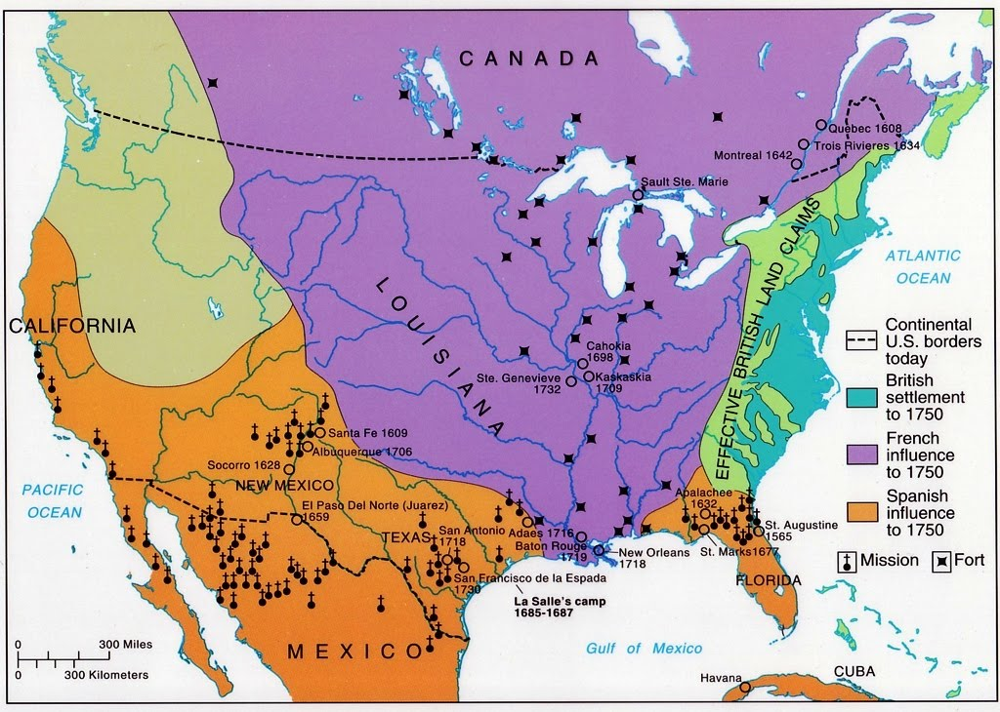 CANADA
Quebec 1608
Trois Rivieres 1634
Montreal 1642
Sault Ste. Marie
ATLANTIC
OCEAN
EFFECTIVE BRITISH LAND CLAIMS
LOUISIANA
CALIFORNIA
Cahokia
1698
Ste. Genevieve
1732
Kaskaskia
1709
Santa Fe 1609
Albuquerque 1706
Socorro 1628
NEW MEXICO
PACIFIC
OCEAN
El Paso Del Norte (Juarez)
1659
TEXAS
San Antonio
1718
Adaes 1716
Baton Rouge
1719
New Orleans
1718
San Francisco de la Espada
1730
La Salle's camp
1685-1687
Apalachee
1632
St. Augustine
1565
St. Marks1677
FLORIDA
MEXICO
Gulf of Mexico
Havana
CUBA
0 300 Miles
0 300 Kilometers
Continental
U.S. borders
today
British
settlement
to 1750
French
influence
to 1750
Spanish
influence
to 1750
Mission
Fort